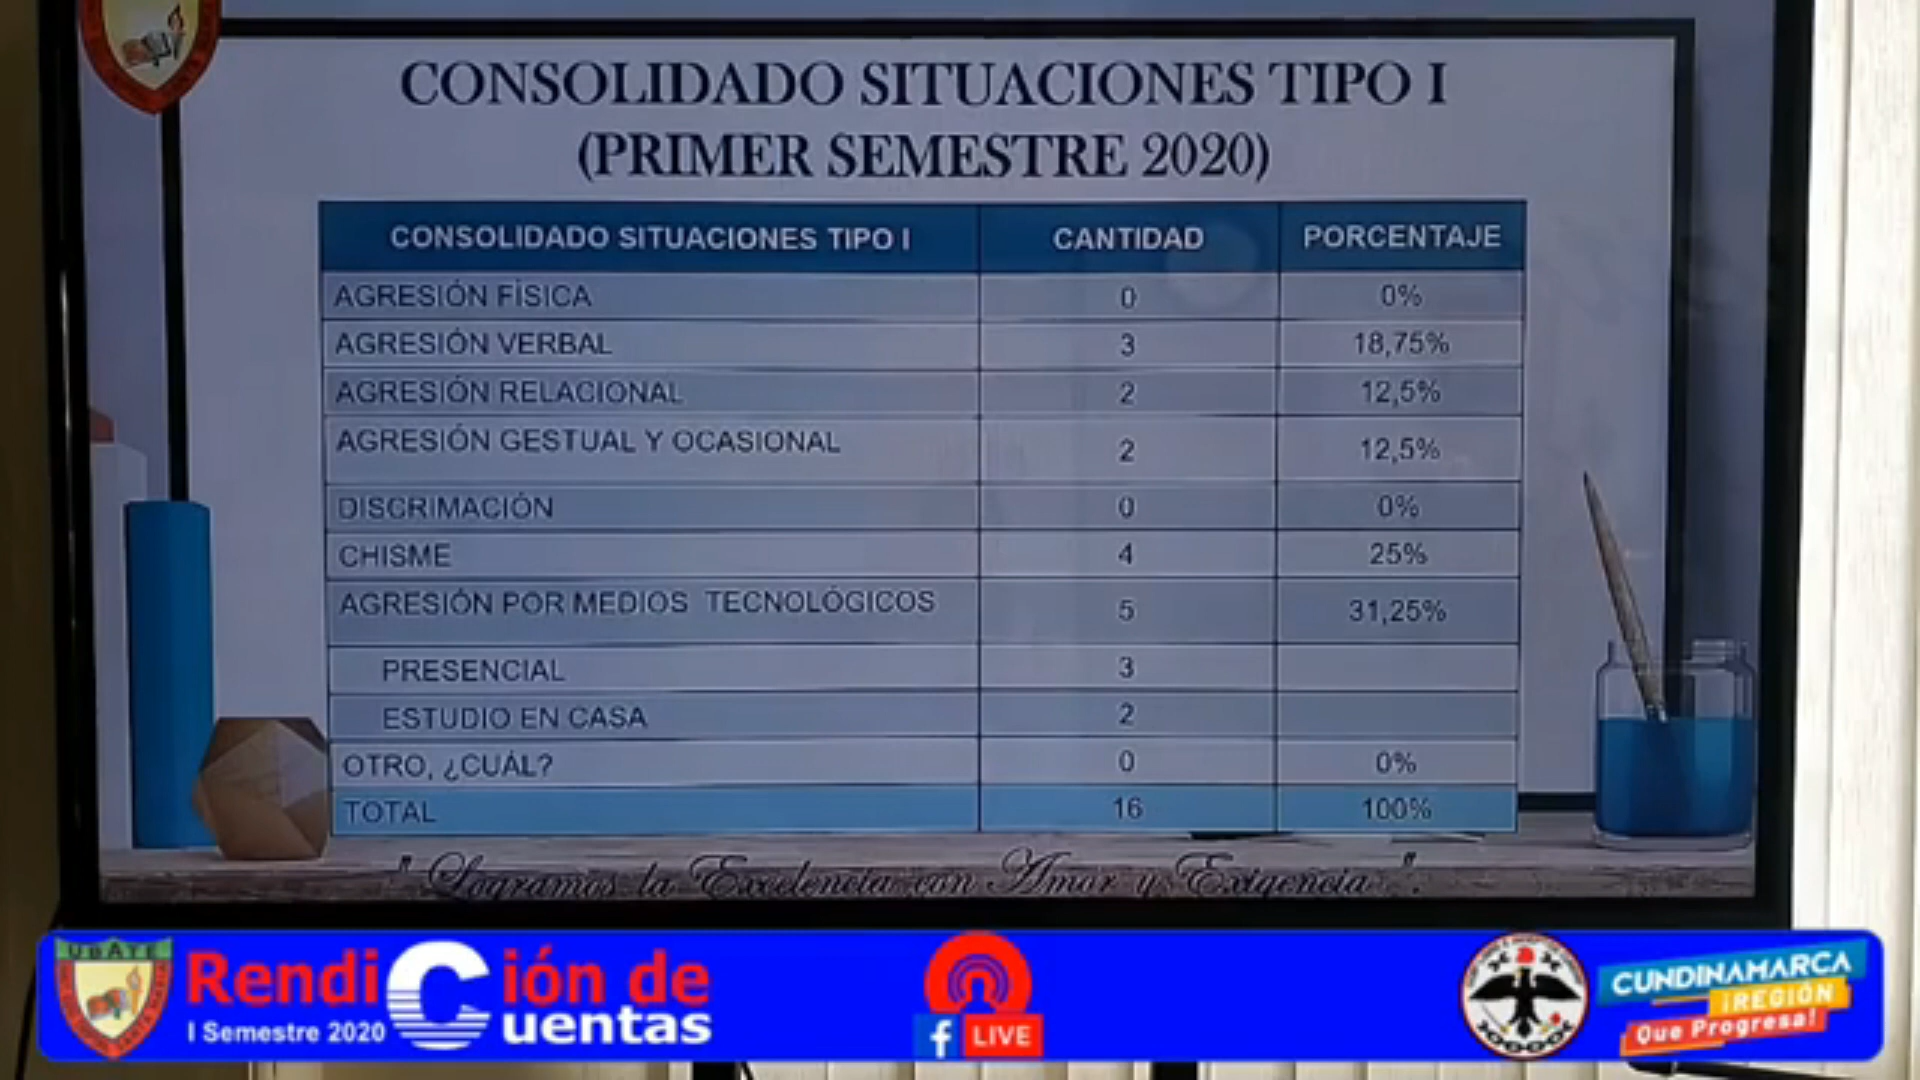 CONSOLIDADO SITUACIONES TIPO I
(PRIMER SEMESTRE 2020)
CONSOLIDADO SITUACIONES TIPO I CANTIDAD PORCENTAJE
AGRESIÓN FÍSICA 0 0%
AGRESIÓN VERBAL 3 18,75%
AGRESIÓN RELACIONAL 2 12,5%
AGRESIÓN GESTUAL Y OCASIONAL 2 12,5%
DISCRIMACIÓN 0 0%
CHISME 4 25%
AGRESIÓN POR MEDIOS TECNOLÓGICOS 5 31,25%
PRESENCIAL 3
ESTUDIO EN CASA 2
OTRO, ¿CUÁL? 0 0%
TOTAL 16 100%
"Logramos la Excelencia con Amor y Exigencia".
UBATE
Rendición de
Cuentas
I Semestre 2020
f LIVE
CUNDINAMARCA
¡REGIÓN
Que Progresa!